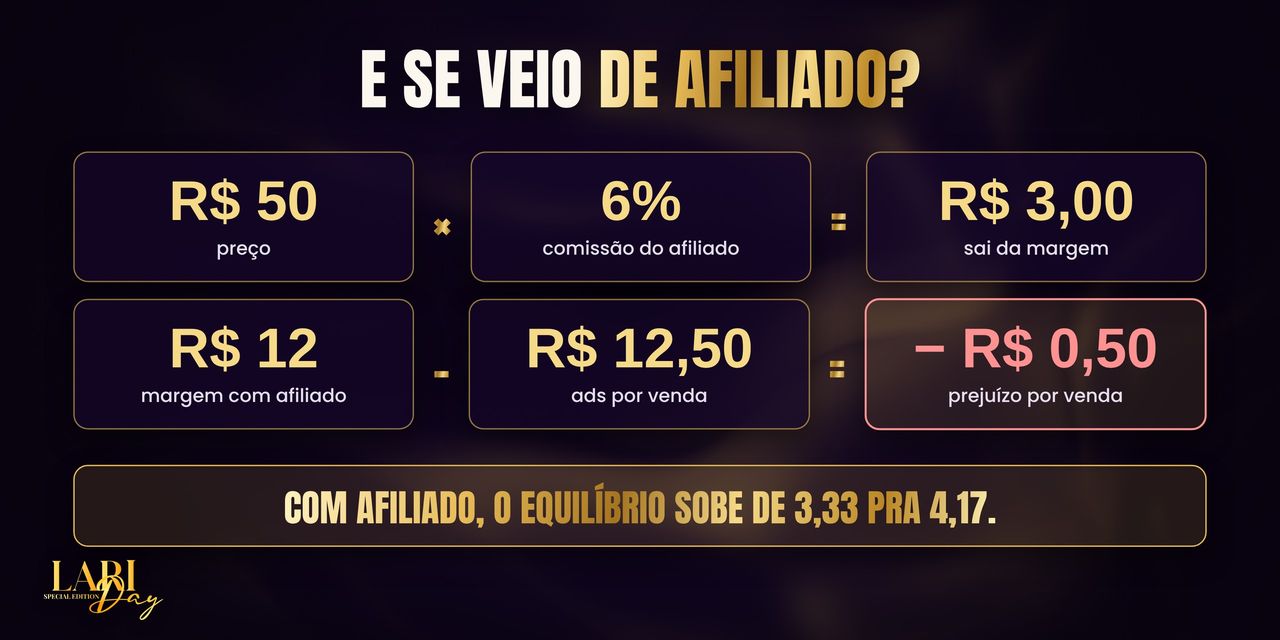 E SE VEIO DE AFILIADO?
R$ 50
preço
×
6%
comissão do afiliado
=
R$ 3,00
sai da margem
R$ 12
margem com afiliado
-
R$ 12,50
ads por venda
=
− R$ 0,50
prejuízo por venda
COM AFILIADO, O EQUILÍBRIO SOBE DE 3,33 PRA 4,17.
LARI
SPECIAL EDITION Day